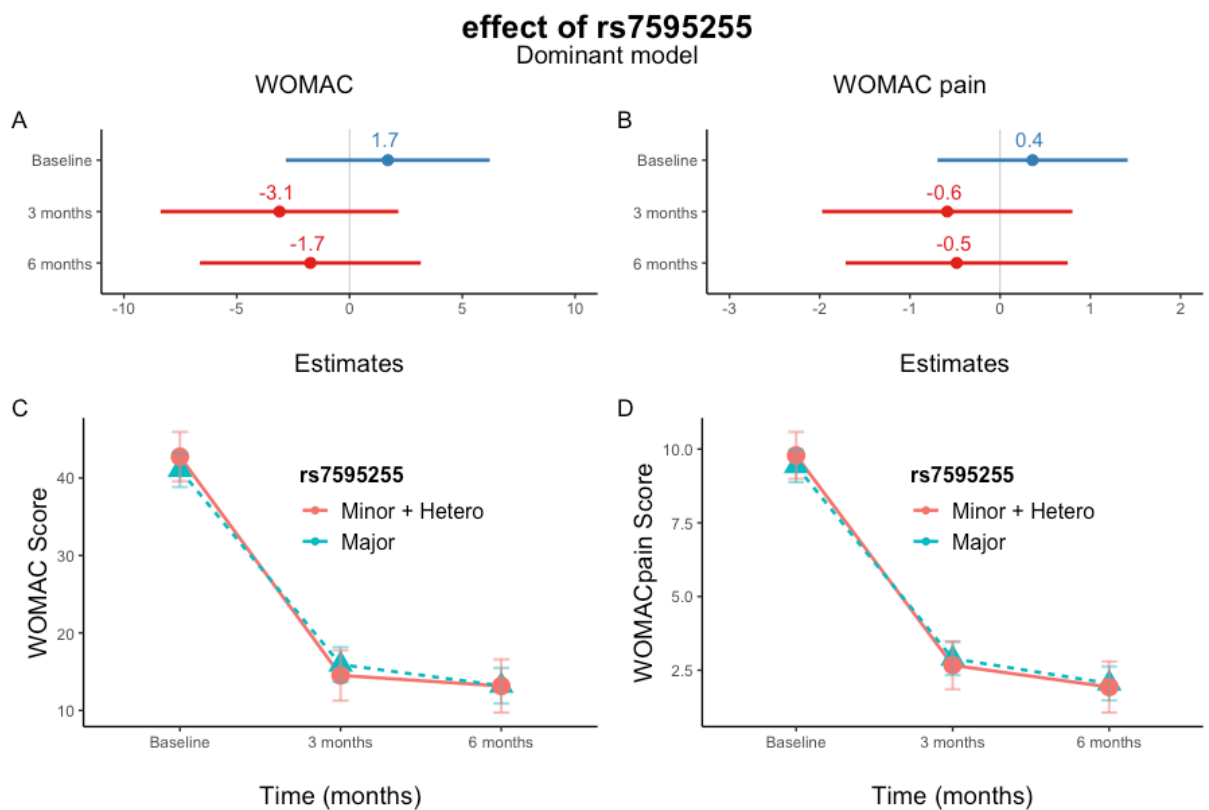 effect of rs7595255
Dominant model
WOMAC
WOMAC pain
A
Baseline
3 months
6 months
1.7
-3.1
-1.7
-10 -5 0 5 10
Estimates
B
Baseline
3 months
6 months
0.4
-0.6
-0.5
-3 -2 -1 0 1 2
Estimates
C
WOMAC Score
40
30
20
10
rs7595255
Minor + Hetero
Major
Baseline 3 months 6 months
Time (months)
D
WOMACpain Score
10.0
7.5
5.0
2.5
rs7595255
Minor + Hetero
Major
Baseline 3 months 6 months
Time (months)